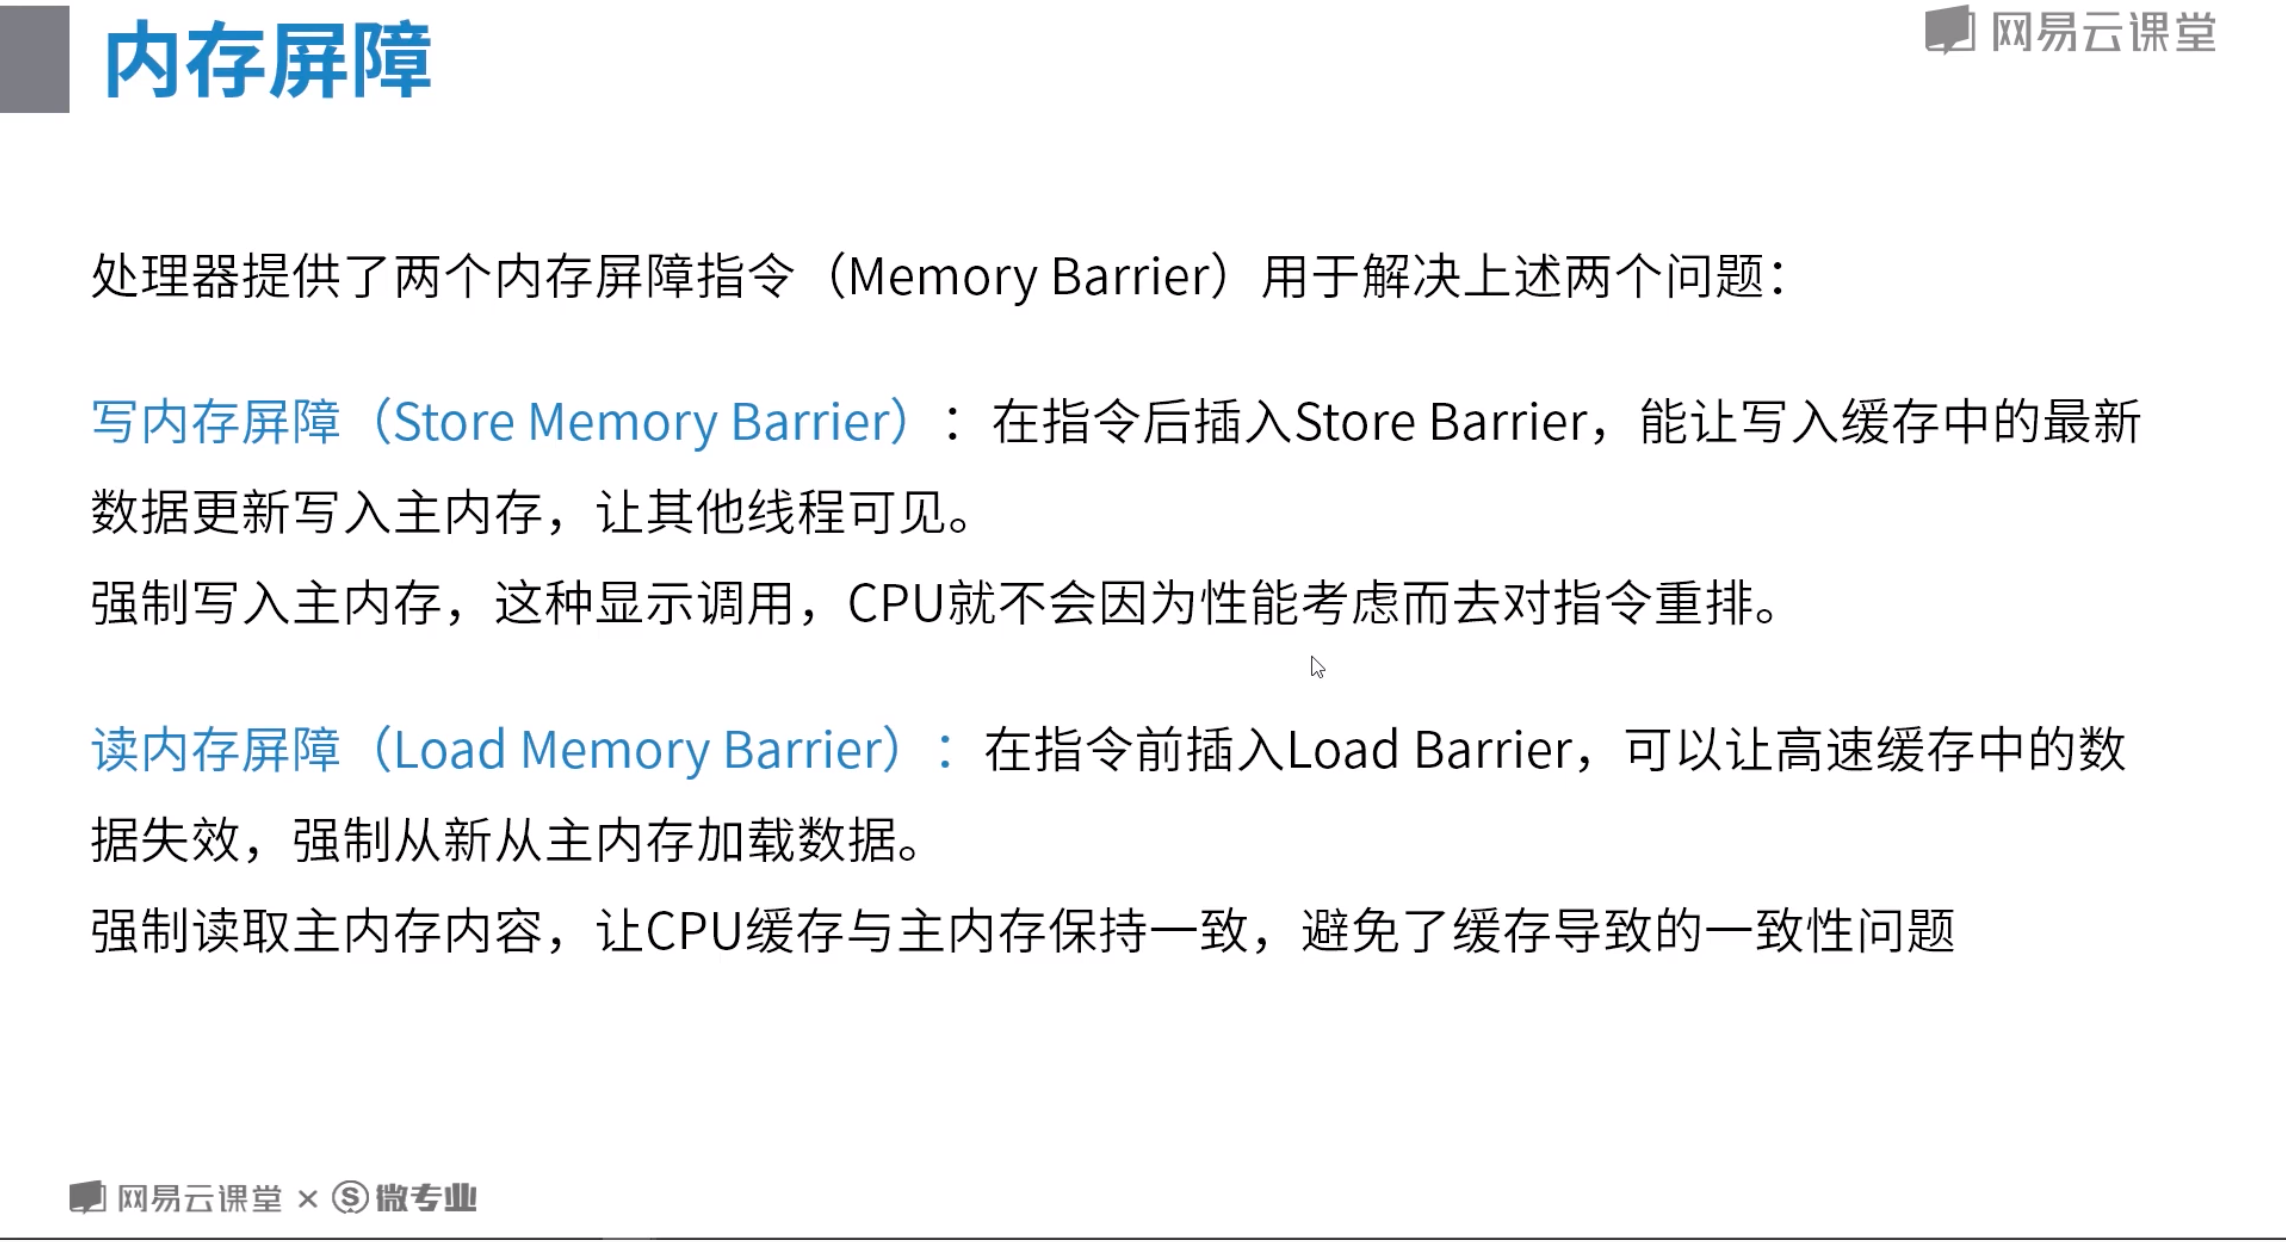 内存屏障
网易云课堂
处理器提供了两个内存屏障指令（Memory Barrier）用于解决上述两个问题：
写内存屏障（Store Memory Barrier）：在指令后插入Store Barrier，能让写入缓存中的最新
数据更新写入主内存，让其他线程可见。
强制写入主内存，这种显示调用，CPU就不会因为性能考虑而去对指令重排。
读内存屏障（Load Memory Barrier）：在指令前插入Load Barrier，可以让高速缓存中的数
据失效，强制从新从主内存加载数据。
强制读取主内存内容，让CPU缓存与主内存保持一致，避免了缓存导致的一致性问题
网易云课堂 × 微专业